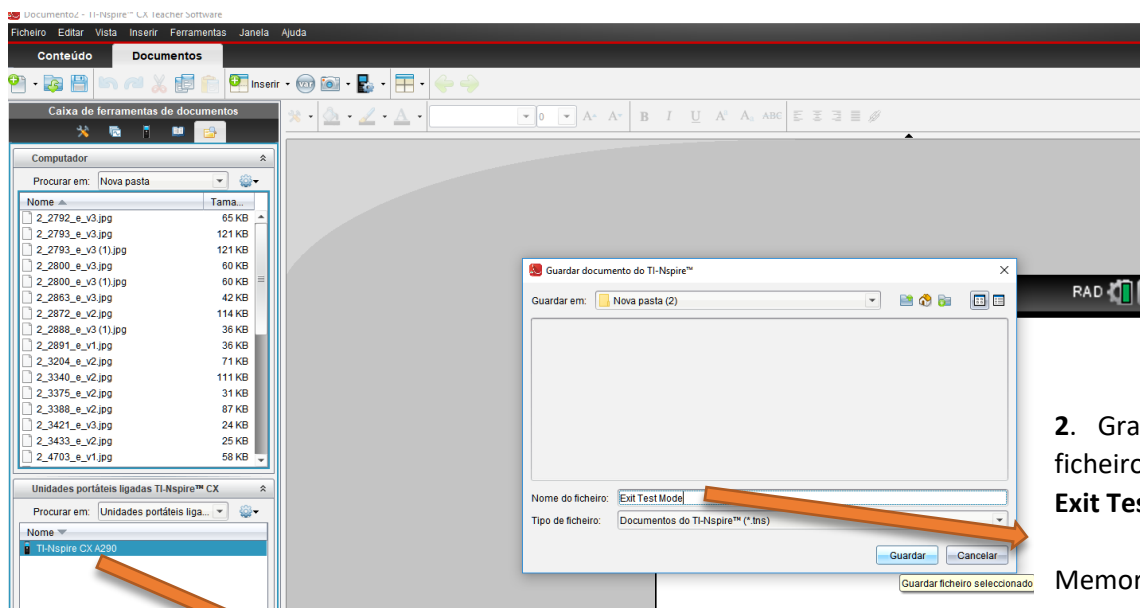 Documento2 - TI-Nspire™ CX Teacher Software
Ficheiro Editar Vista Inserir Ferramentas Janela Ajuda
Conteúdo Documentos
Inserir
Caixa de ferramentas de documentos
0 A- A+ B I U A ABC
Computador
Procurar em: Nova pasta
Nome Tama...
2_2792_e_v3.jpg 65 KB
2_2793_e_v3.jpg 121 KB
2_2793_e_v3 (1).jpg 121 KB
2_2800_e_v3.jpg 60 KB
2_2800_e_v3 (1).jpg 60 KB
2_2863_e_v3.jpg 42 KB
2_2872_e_v2.jpg 114 KB
2_2888_e_v3 (1).jpg 36 KB
2_2891_e_v1.jpg 36 KB
2_3204_e_v2.jpg 71 KB
2_3340_e_v2.jpg 111 KB
2_3375_e_v2.jpg 31 KB
2_3388_e_v2.jpg 87 KB
2_3421_e_v3.jpg 24 KB
2_3433_e_v2.jpg 25 KB
2_4703_e_v1.jpg 58 KB
Unidades portáteis ligadas TI-Nspire™ CX
Procurar em: Unidades portáteis liga...
Nome
TI-Nspire CX A290
Guardar documento do TI-Nspire™
Guardar em: Nova pasta (2)
Nome do ficheiro: Exit Test Mode
Tipo de ficheiro: Documentos do TI-Nspire™ (*.tns)
Guardar Cancelar
Guardar ficheiro seleccionado
RAD
2. Gra
ficheiro
Exit Tes
Memor